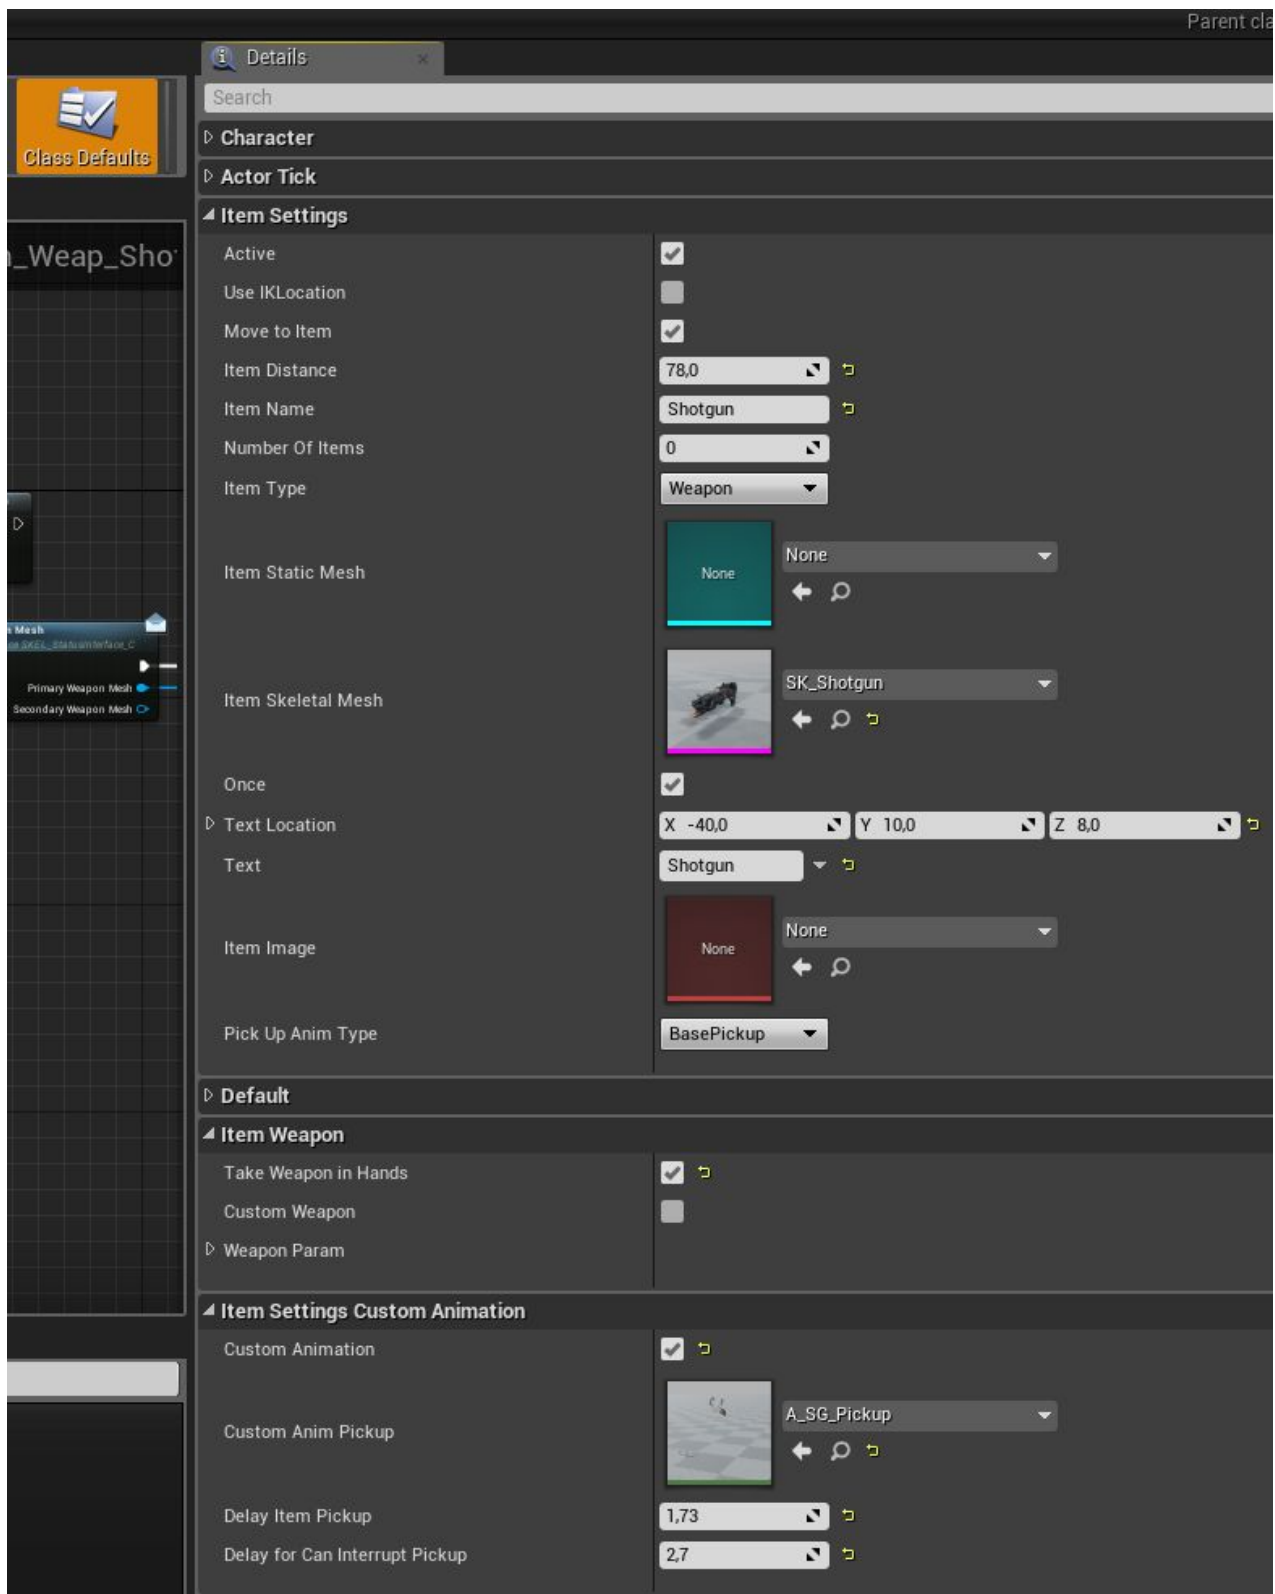 Parent cla
Details
Search
Class Defaults
Character
Actor Tick
Item Settings
_Weap_Sho
Active
Use IKLocation
Move to Item
Item Distance 78,0
Item Name Shotgun
Number Of Items 0
Item Type Weapon
Item Static Mesh None None
Mesh
SKEL_StatusInterface_C
Primary Weapon Mesh
Secondary Weapon Mesh
Item Skeletal Mesh SK_Shotgun
Once
Text Location X -40,0 Y 10,0 Z 8,0
Text Shotgun
Item Image None None
Pick Up Anim Type BasePickup
Default
Item Weapon
Take Weapon in Hands
Custom Weapon
Weapon Param
Item Settings Custom Animation
Custom Animation
Custom Anim Pickup A_SG_Pickup
Delay Item Pickup 1,73
Delay for Can Interrupt Pickup 2,7